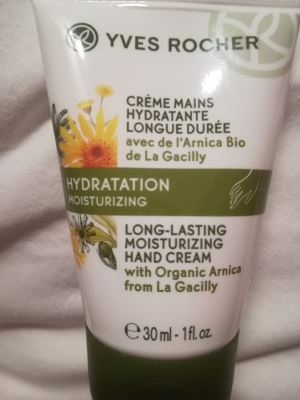 YVES ROCHER
CRÈME MAINS
HYDRATANTE
LONGUE DURÉE
avec de l'Arnica Bio
de La Gacilly
HYDRATATION
MOISTURIZING
LONG-LASTING
MOISTURIZING
HAND CREAM
with Organic Arnica
from La Gacilly
℮ 30 ml - 1 fl. oz.